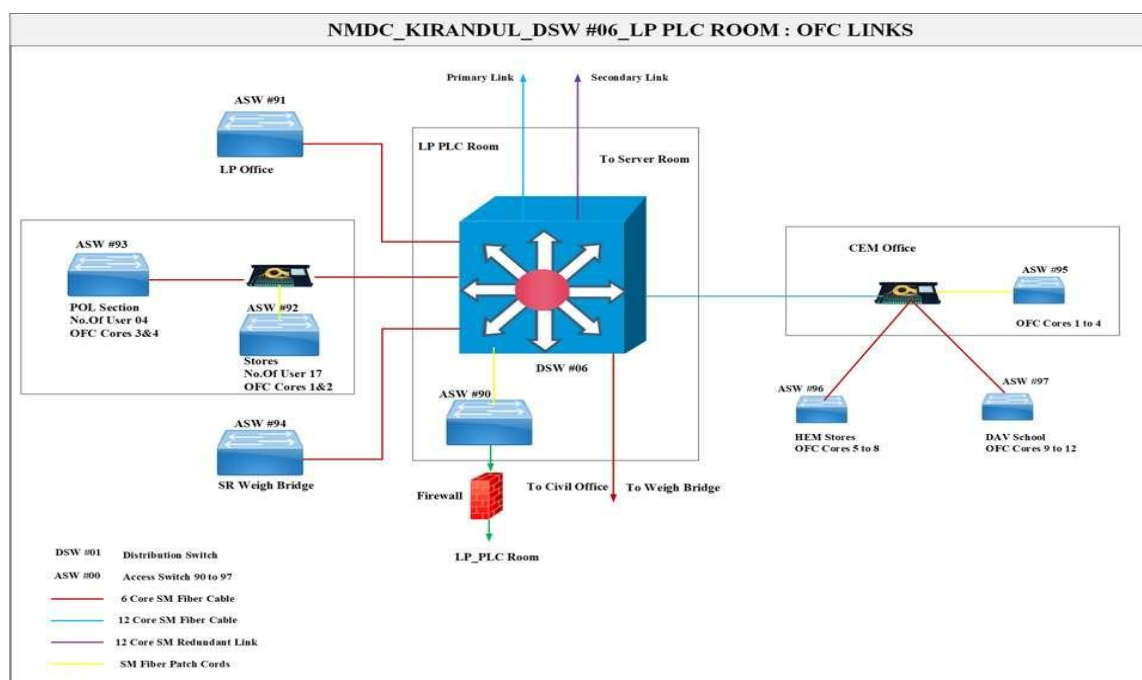 NMDC_KIRANDUL_DSW #06_LP PLC ROOM : OFC LINKS
Primary Link
Secondary Link
ASW #91
LP Office
LP PLC Room
To Server Room
ASW #93
POL Section
No.Of User 04
OFC Cores 3&4
ASW #92
Stores
No.Of User 17
OFC Cores 1&2
CEM Office
ASW #95
OFC Cores 1 to 4
DSW #06
ASW #90
ASW #96
HEM Stores
OFC Cores 5 to 8
ASW #97
DAV School
OFC Cores 9 to 12
ASW #94
SR Weigh Bridge
Firewall
To Civil Office
To Weigh Bridge
LP_PLC Room
DSW #01 Distribution Switch
ASW #00 Access Switch 90 to 97
6 Core SM Fiber Cable
12 Core SM Fiber Cable
12 Core SM Redundant Link
SM Fiber Patch Cords